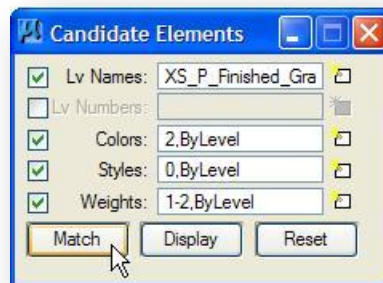 Candidate Elements
Lv Names: XS_P_Finished_Gra
Lv Numbers:
Colors: 2,ByLevel
Styles: 0,ByLevel
Weights: 1-2,ByLevel
Match Display Reset